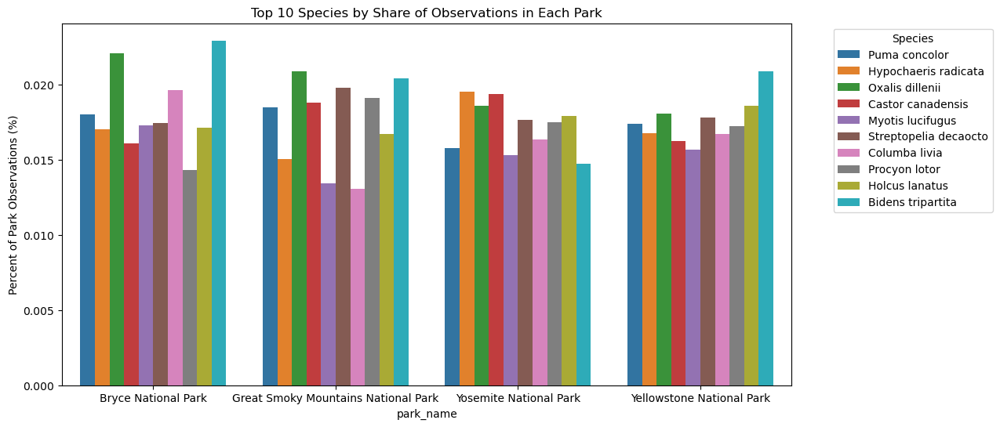 Top 10 Species by Share of Observations in Each Park
Percent of Park Observations (%)
0.020
0.015
0.010
0.005
0.000
Bryce National Park
Great Smoky Mountains National Park
Yosemite National Park
Yellowstone National Park
park_name
Species
Puma concolor
Hypochaeris radicata
Oxalis dillenii
Castor canadensis
Myotis lucifugus
Streptopelia decaocto
Columba livia
Procyon lotor
Holcus lanatus
Bidens tripartita